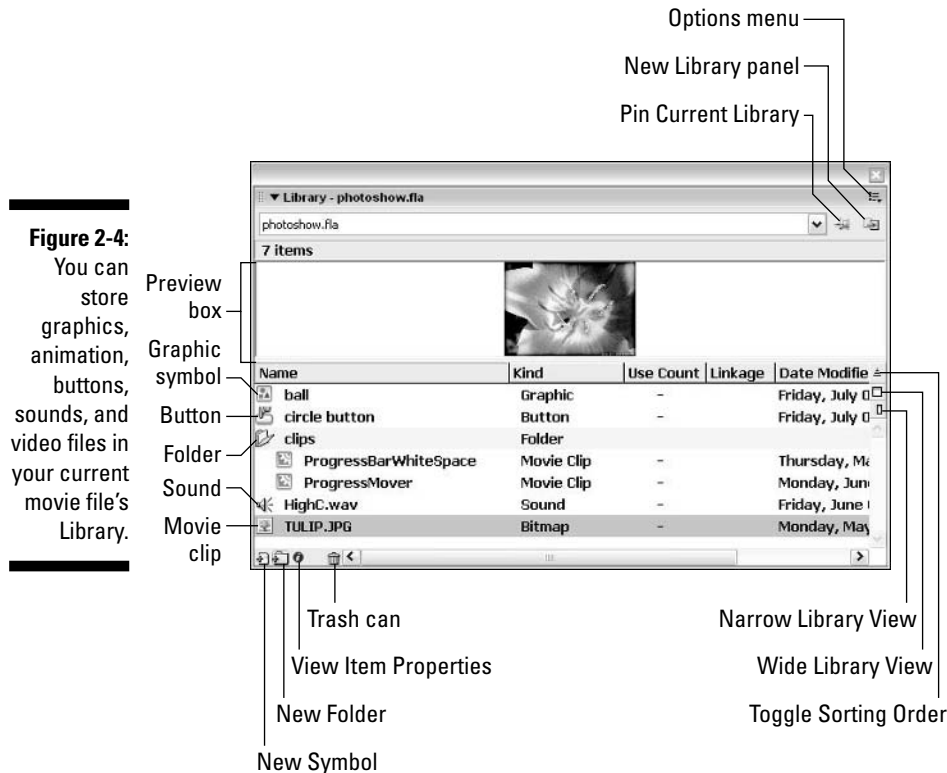 Options menu
New Library panel
Pin Current Library
Library - photoshow.fla
photoshow.fla
7 items
Figure 2-4:
You can
store
graphics,
animation,
buttons,
sounds, and
video files in
your current
movie file's
Library.
Preview
box
Graphic
symbol
Button
Folder
Sound
Movie
clip
Name Kind Use Count Linkage Date Modifie
ball Graphic - Friday, July 0
circle button Button - Friday, July 0
clips Folder
ProgressBarWhiteSpace Movie Clip - Thursday, Ma
ProgressMover Movie Clip - Monday, Jun
HighC.wav Sound - Friday, June
TULIP.JPG Bitmap - Monday, May
Trash can
View Item Properties
New Folder
New Symbol
Narrow Library View
Wide Library View
Toggle Sorting Order